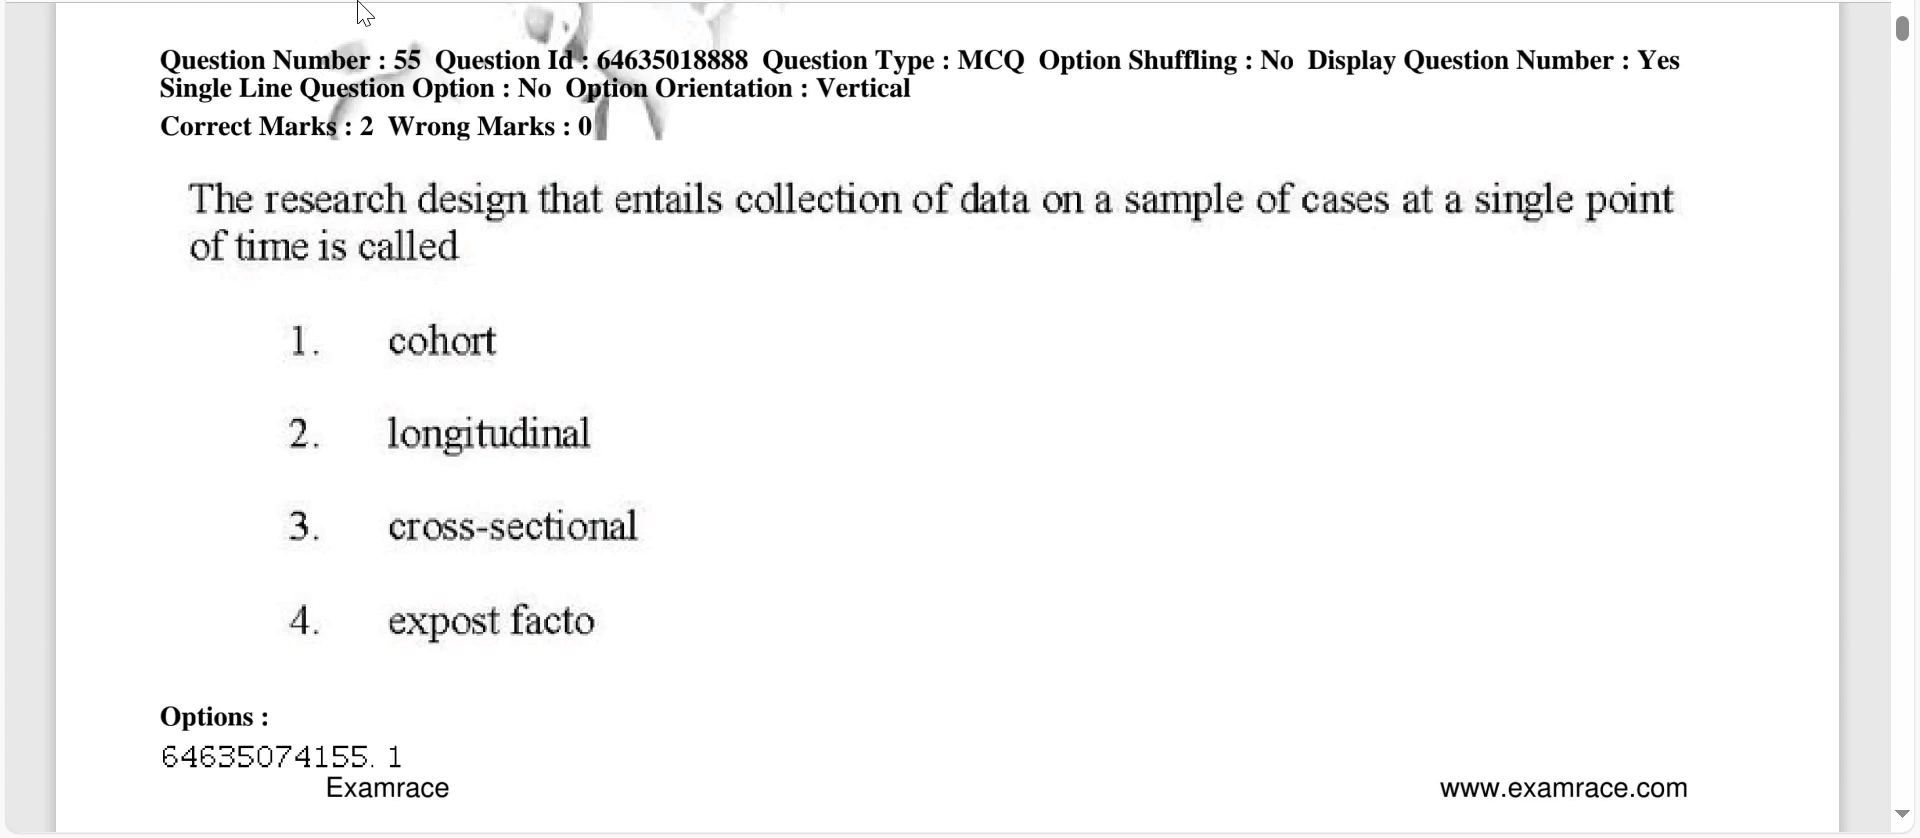 Question Number : 55 Question Id : 64635018888 Question Type : MCQ Option Shuffling : No Display Question Number : Yes
Single Line Question Option : No Option Orientation : Vertical
Correct Marks : 2 Wrong Marks : 0
The research design that entails collection of data on a sample of cases at a single point
of time is called
1. cohort
2. longitudinal
3. cross-sectional
4. expost facto
Options :
64635074155. 1
Examrace www.examrace.com